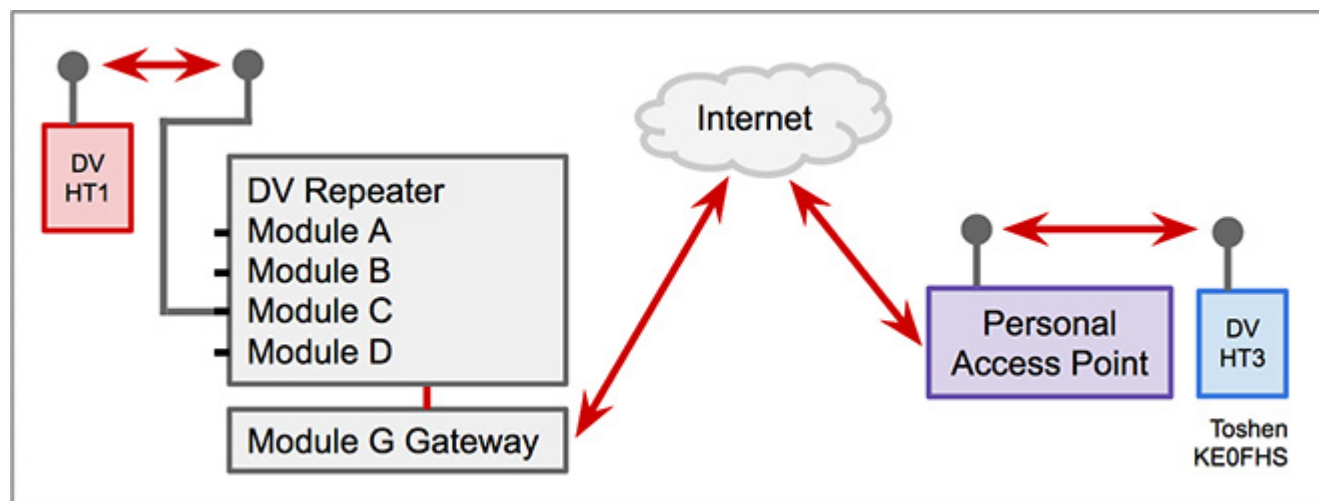 DV
HT1
DV Repeater
Module A
Module B
Module C
Module D
Module G Gateway
Internet
Personal
Access Point
DV
HT3
Toshen
KE0FHS